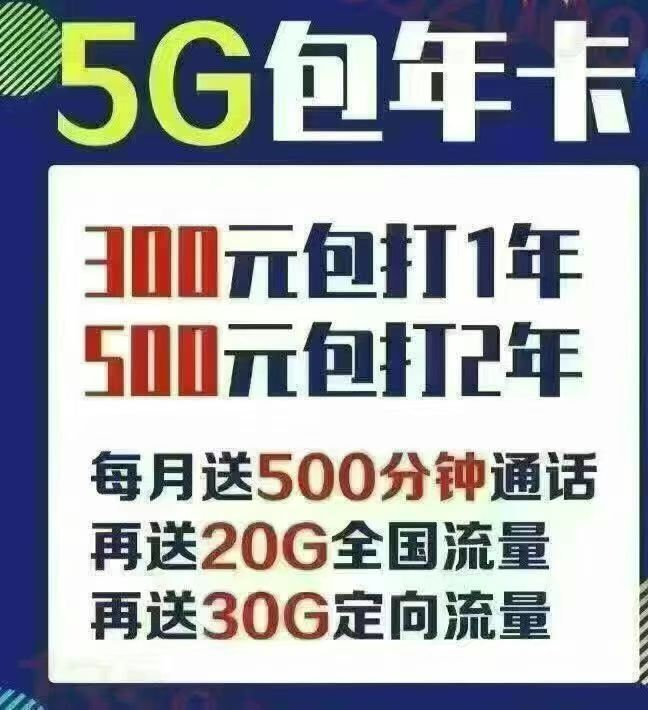 5G包年卡
300元包打1年
500元包打2年
每月送500分钟通话
再送20G全国流量
再送30G定向流量